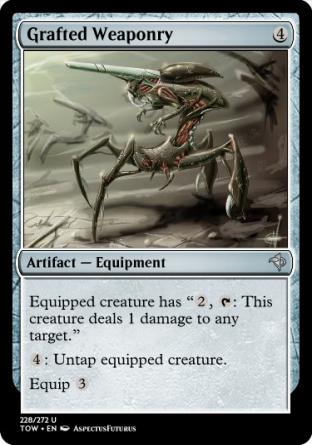 Grafted Weaponry 4
Artifact — Equipment
Equipped creature has “2, T: This
creature deals 1 damage to any
target.”
4: Untap equipped creature.
Equip 3
228/272 U
TOW • EN AspectusFuturus